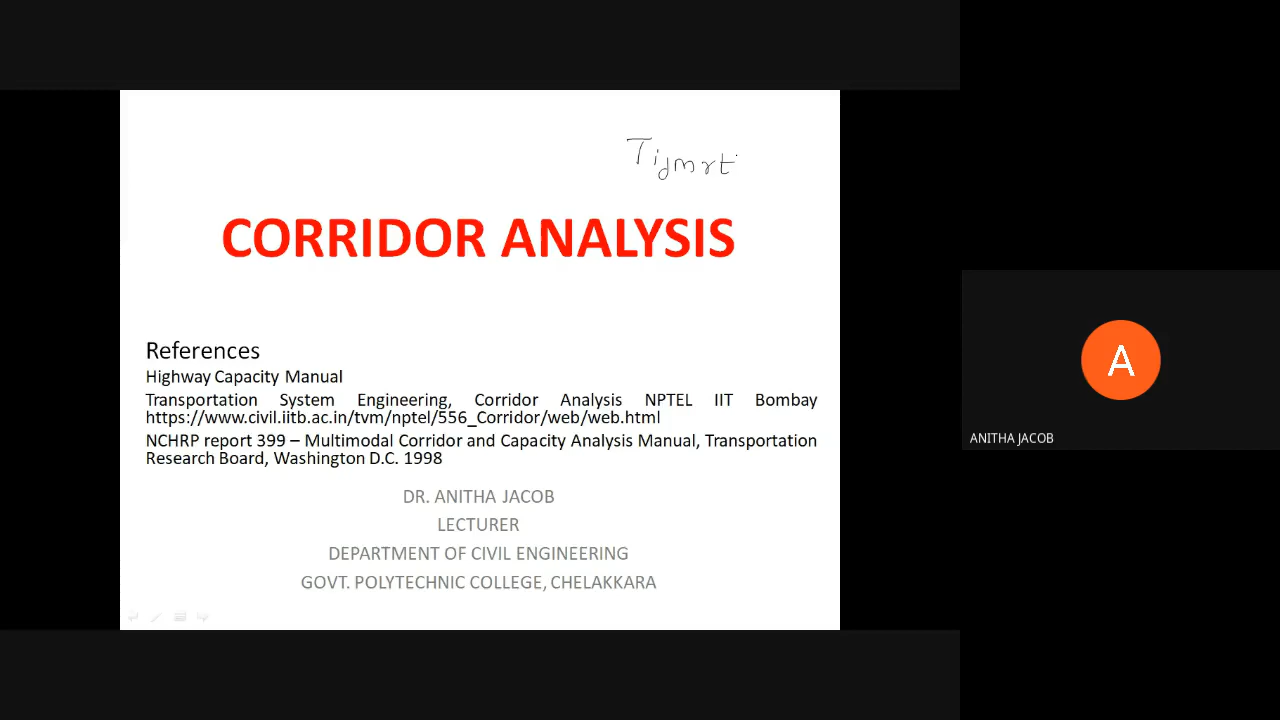 Tijmrt
CORRIDOR ANALYSIS
References
Highway Capacity Manual
Transportation System Engineering, Corridor Analysis NPTEL IIT Bombay
https://www.civil.iitb.ac.in/tvm/nptel/556_Corridor/web/web.html
NCHRP report 399 – Multimodal Corridor and Capacity Analysis Manual, Transportation
Research Board, Washington D.C. 1998
DR. ANITHA JACOB
LECTURER
DEPARTMENT OF CIVIL ENGINEERING
GOVT. POLYTECHNIC COLLEGE, CHELAKKARA
A
ANITHA JACOB